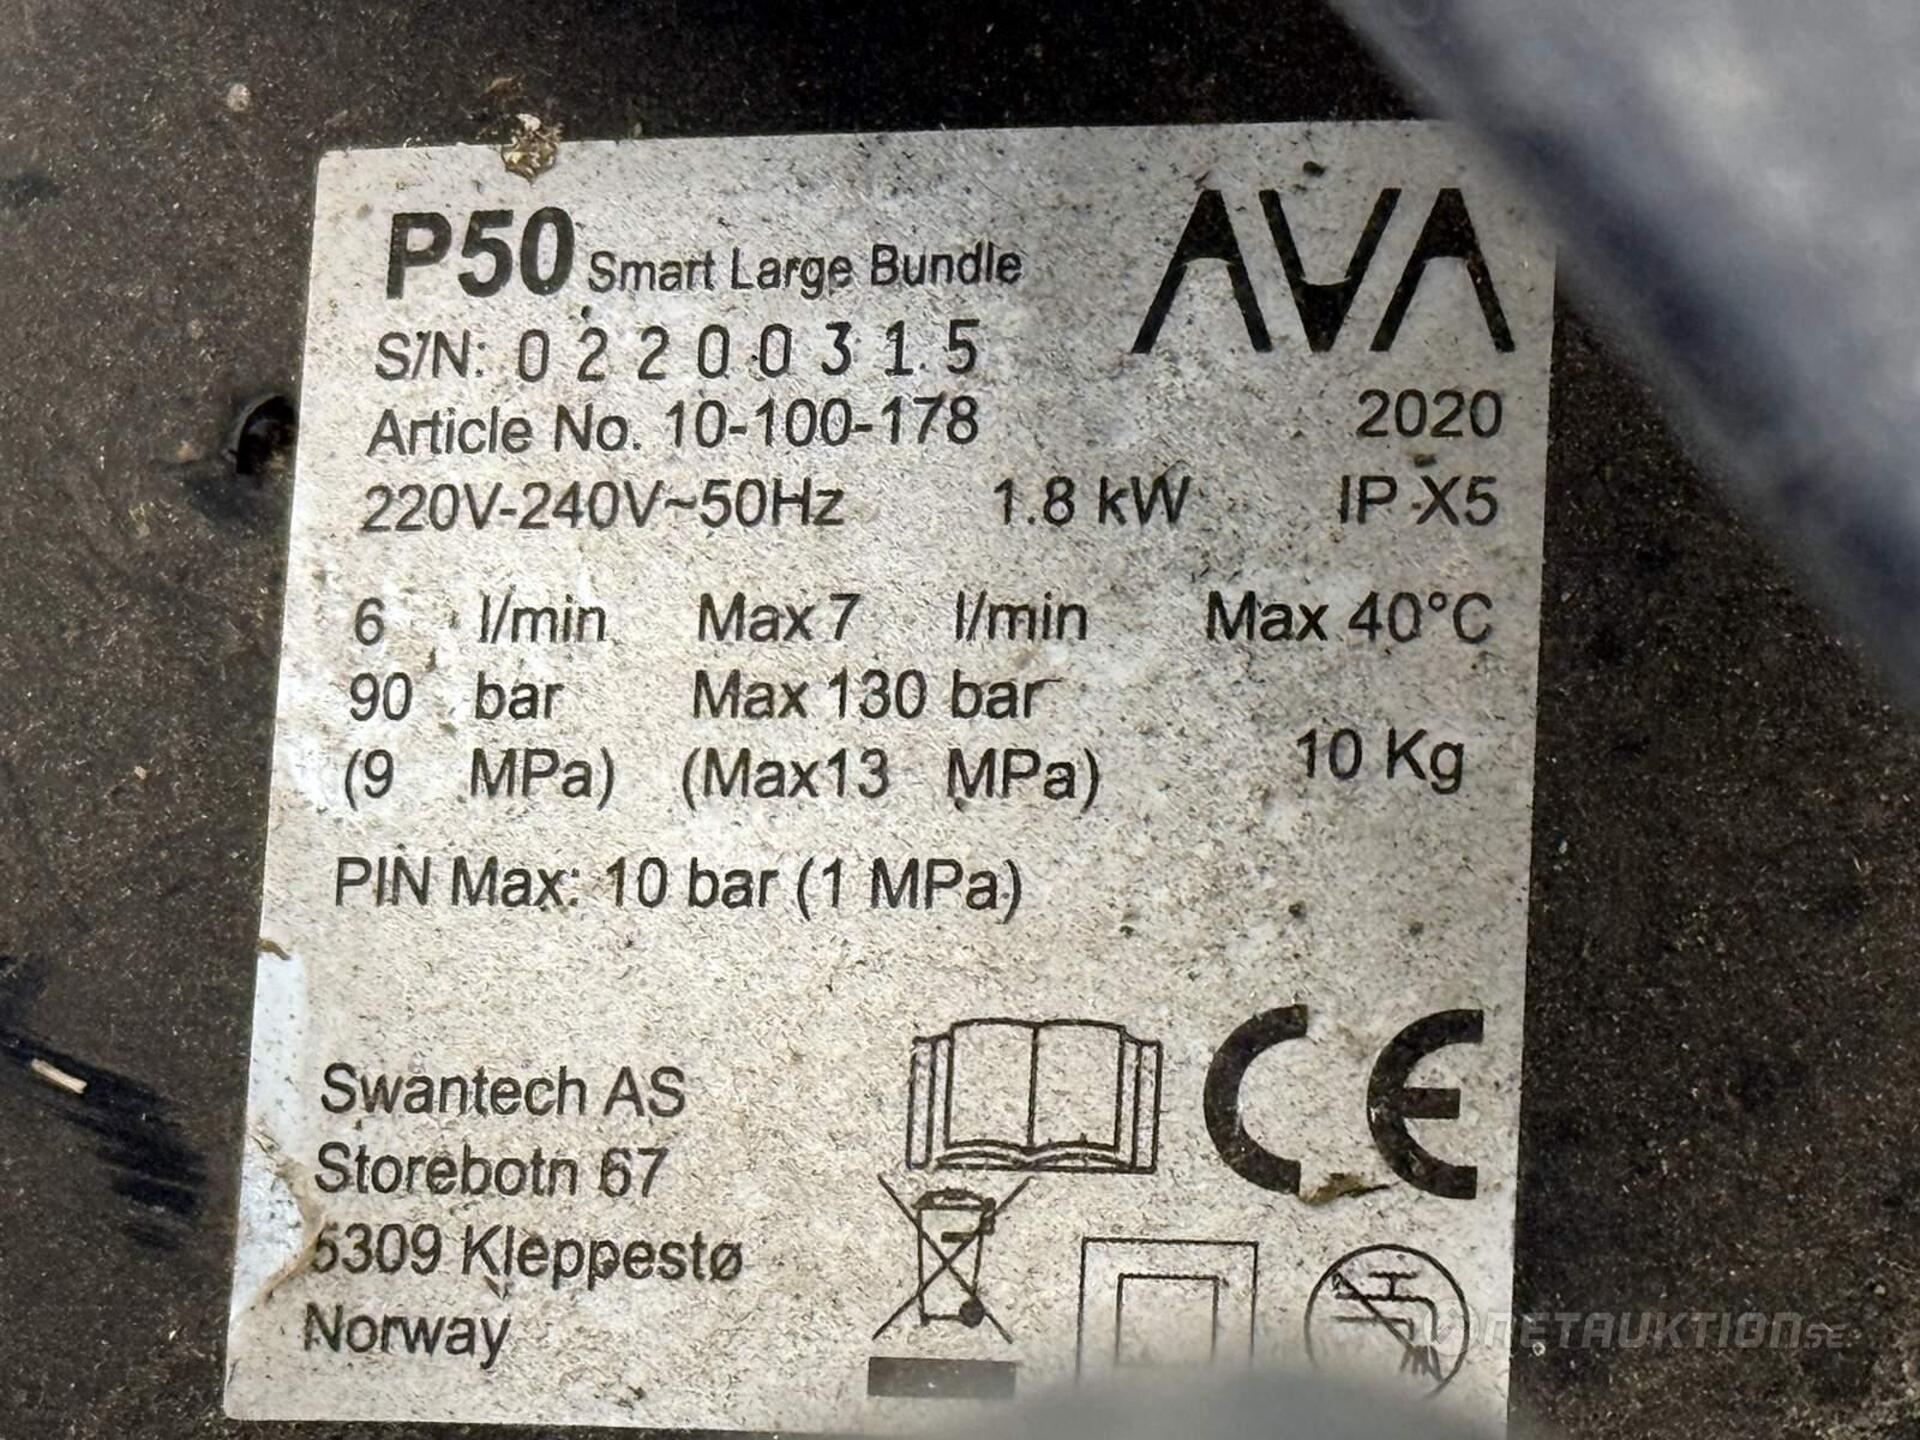 P50 Smart Large Bundle AVA
S/N: 0 2 2 0 0 3 1 5
Article No. 10-100-178 2020
220V-240V~50Hz 1.8 kW IP X5
6 l/min Max 7 l/min Max 40°C
90 bar Max 130 bar
(9 MPa) (Max13 MPa) 10 Kg
PIN Max: 10 bar (1 MPa)
CE
Swantech AS
Storebotn 67
5309 Kleppestø
Norway
NETAUKTION.SE